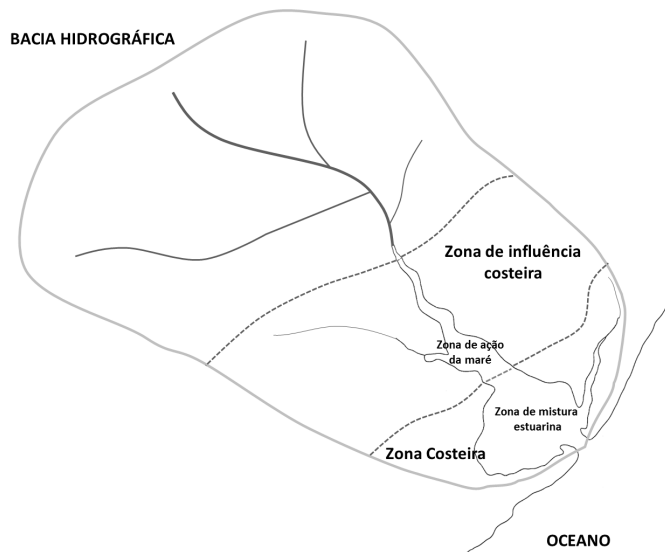 BACIA HIDROGRÁFICA
Zona de influência
costeira
Zona de ação
da maré
Zona de mistura
estuarina
Zona Costeira
OCEANO